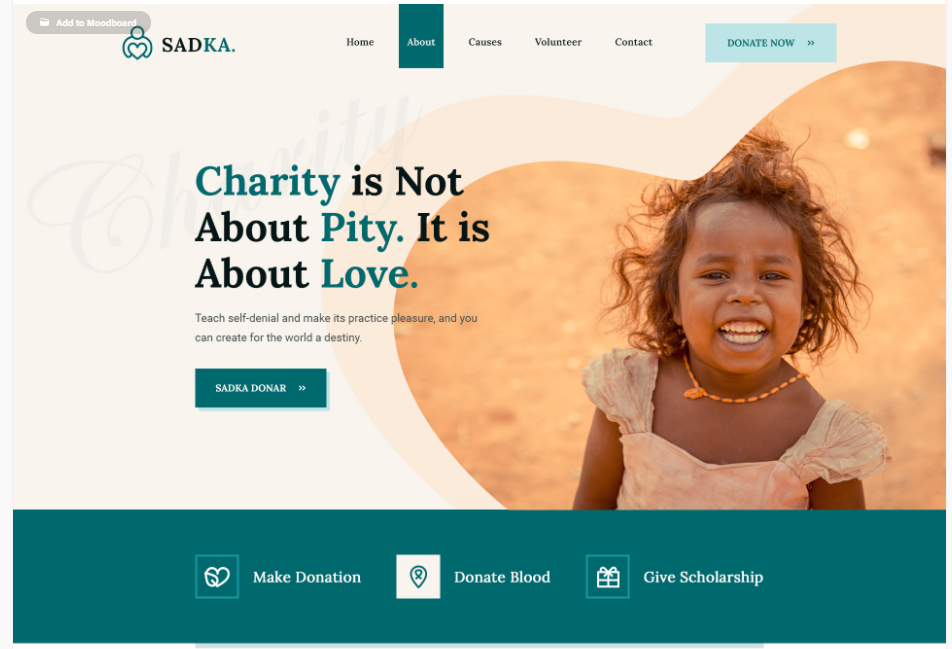 Add to Moodboard
SADKA.
Home About Causes Volunteer Contact
DONATE NOW »
Charity
Charity is Not
About Pity. It is
About Love.
Teach self-denial and make its practice pleasure, and you
can create for the world a destiny.
SADKA DONAR »
Make Donation Donate Blood Give Scholarship